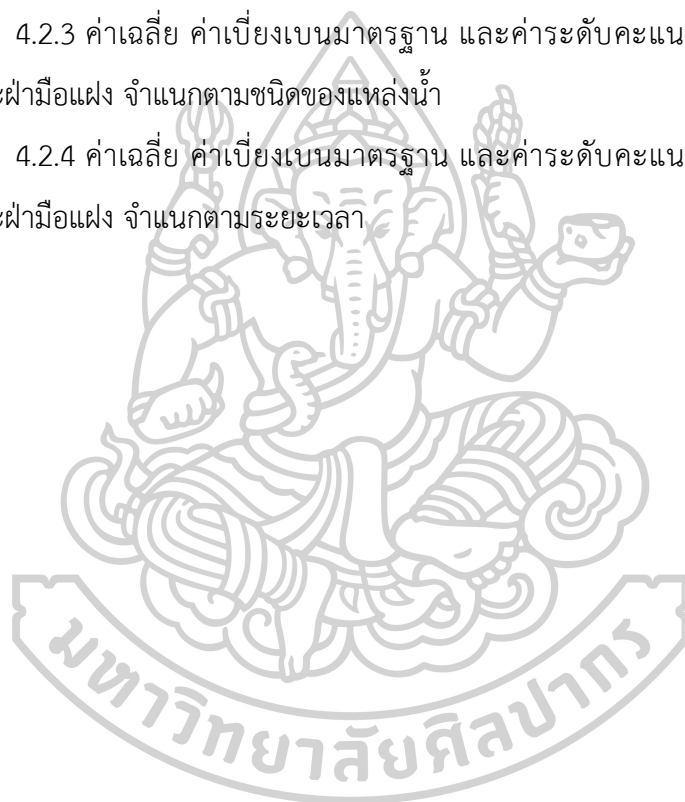 4.2.3 ค่าเฉลี่ย ค่าเบี่ยงเบนมาตรฐาน และค่าระดับคะแนน
ฝ่ามือแฝง จำแนกตามชนิดของแหล่งน้ำ
4.2.4 ค่าเฉลี่ย ค่าเบี่ยงเบนมาตรฐาน และค่าระดับคะแนน
ฝ่ามือแฝง จำแนกตามระยะเวลา
มหาวิทยาลัยศิลปากร